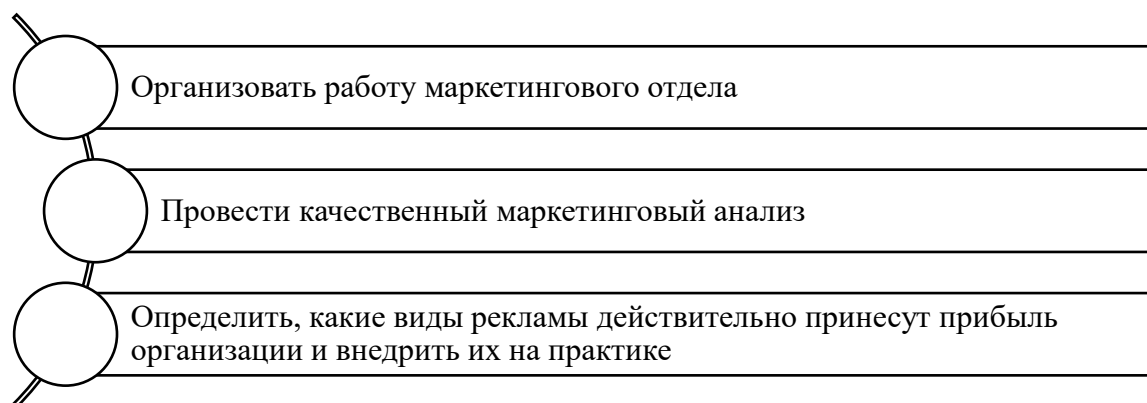 Организовать работу маркетингового отдела
Провести качественный маркетинговый анализ
Определить, какие виды рекламы действительно принесут прибыль
организации и внедрить их на практике